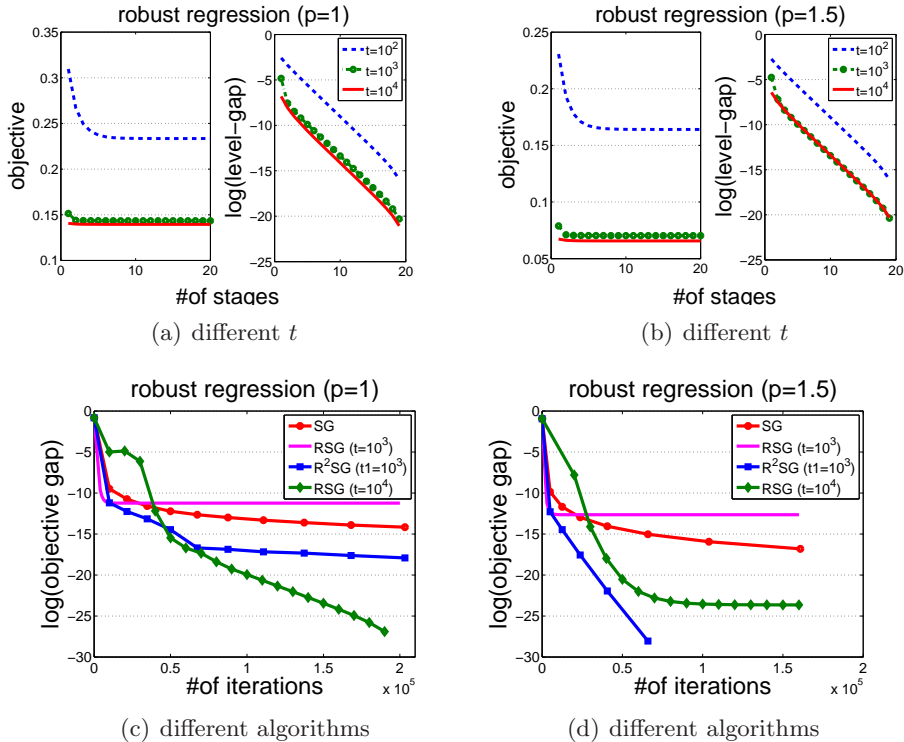 robust regression (p=1)
objective
0.35
0.3
0.25
0.2
0.15
0.1
0
10
20
log(level−gap)
0
−5
−10
−15
−20
−25
0
10
20
t=10²
t=10³
t=10⁴
#of stages
(a) different t
robust regression (p=1.5)
objective
0.25
0.2
0.15
0.1
0.05
0
10
20
log(level−gap)
0
−5
−10
−15
−20
−25
0
10
20
t=10²
t=10³
t=10⁴
#of stages
(b) different t
robust regression (p=1)
log(objective gap)
0
−5
−10
−15
−20
−25
−30
0
0.5
1
1.5
2
x 10⁵
SG
RSG (t=10³)
R²SG (t1=10³)
RSG (t=10⁴)
#of iterations
(c) different algorithms
robust regression (p=1.5)
log(objective gap)
0
−5
−10
−15
−20
−25
−30
0
0.5
1
1.5
2
x 10⁵
SG
RSG (t=10³)
R²SG (t1=10³)
RSG (t=10⁴)
#of iterations
(d) different algorithms